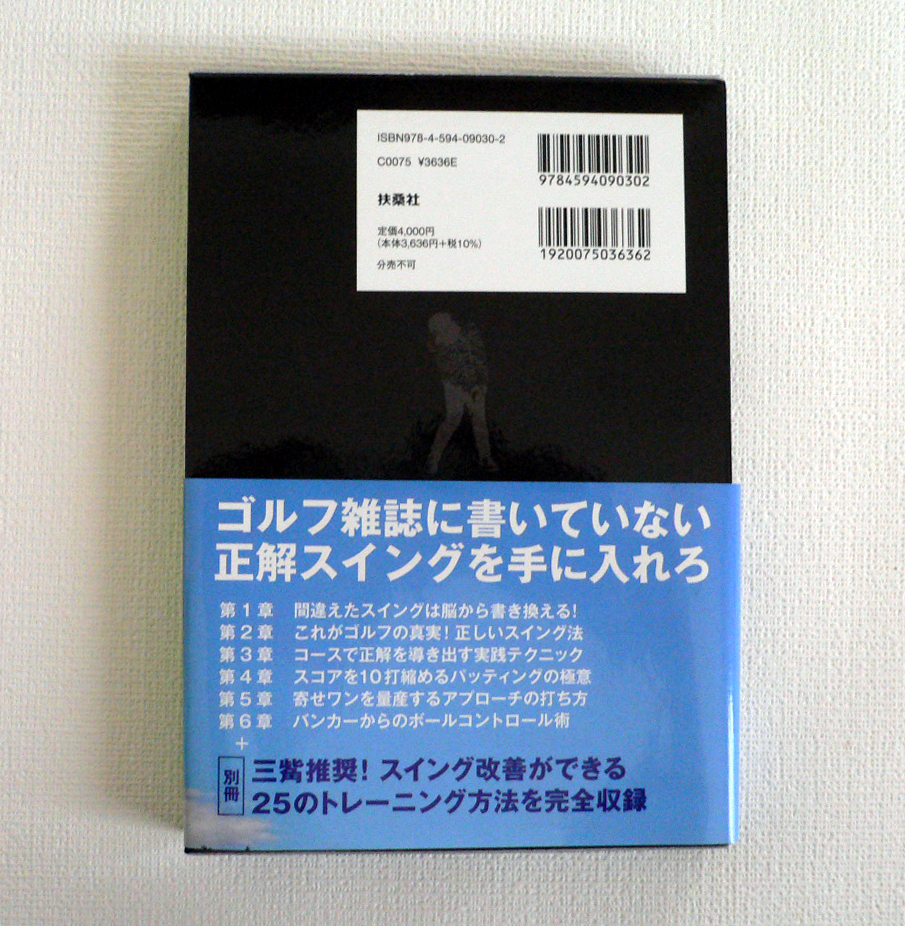 ISBN978-4-594-09030-2
C0075 ¥3636E
9784594090302
扶桑社
定価4,000円
(本体3,636円+税10%)
1920075036362
分売不可
ゴルフ雑誌に書いていない
正解スイングを手に入れろ
第1章 間違えたスイングは脳から書き換える!
第2章 これがゴルフの真実!正しいスイング法
第3章 コースで正解を導き出す実践テクニック
第4章 スコアを10打縮めるパッティングの極意
第5章 寄せワンを量産するアプローチの打ち方
第6章 バンカーからのボールコントロール術
+
別冊
三觜推奨!スイング改善ができる
25のトレーニング方法を完全収録